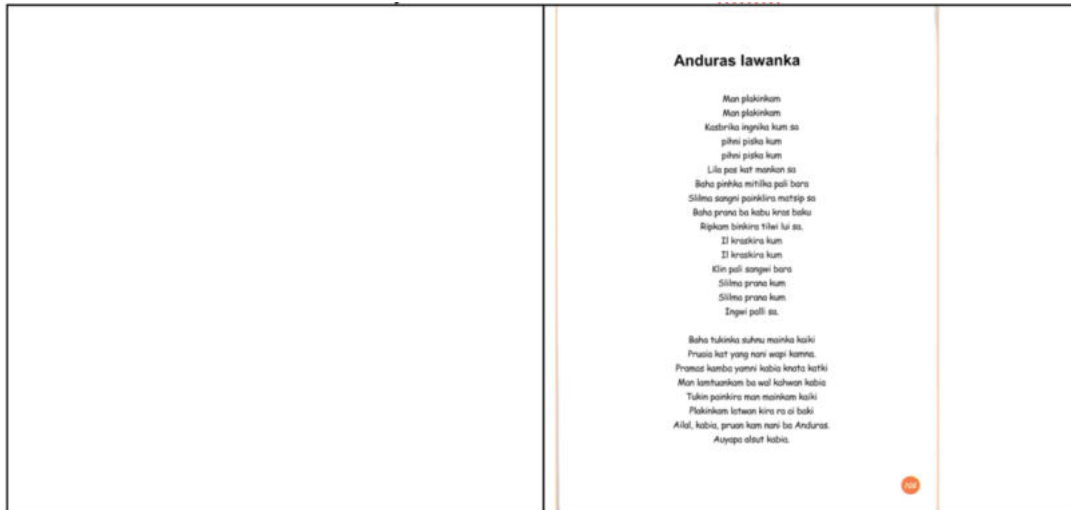 Anduras lawanka
Man plakinkam
Man plakinkam
Kasbrika ingnika kum sa
pihni piska kum
pihni piska kum
Lila pas kat mankan sa
Baha pinhka mitilka pali bara
Slilma sangni painklira matsip sa
Baha prana ba kabu kras baku
Ripkam binkira tilwi lui sa.
Il kraskira kum
Il kraskira kum
Klin pali sangwi bara
Slilma prana kum
Slilma prana kum
Ingwi palli sa.
Baha tukinka suhnu mainka kaiki
Pruaia kat yang nani wapi kamna.
Pramas kamba yamni kabia knata katki
Man lamtuankam ba wal kahwan kabia
Tukin painkira man mainkam kaiki
Plakinkam latwan kira ra ai baki
Ailal, kabia, pruan kam nani ba Anduras.
Auyapa alsut kabia.